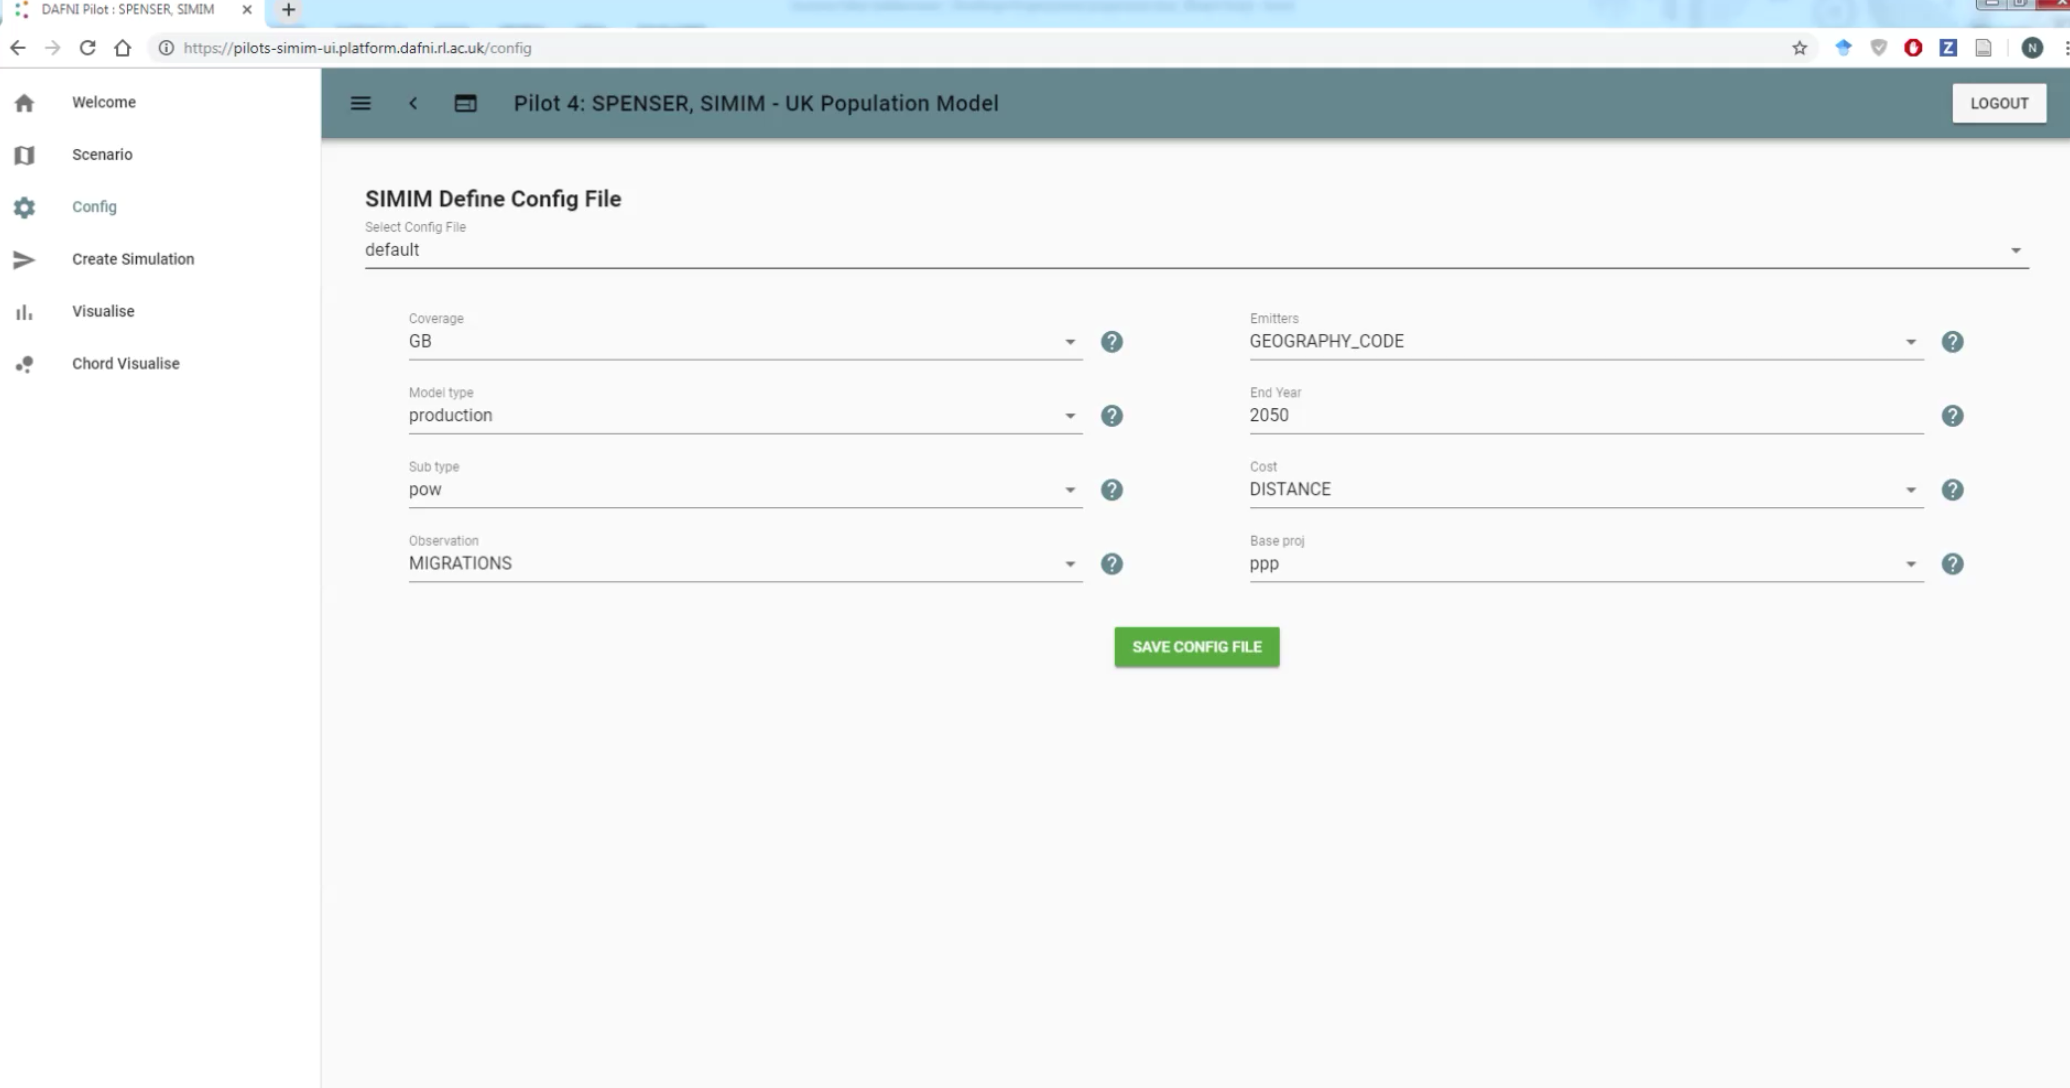 DAFNI Pilot : SPENSER, SIMIM
https://pilots-simim-ui.platform.dafni.rl.ac.uk/config
N
Welcome
Scenario
Config
Create Simulation
Visualise
Chord Visualise
Pilot 4: SPENSER, SIMIM - UK Population Model
LOGOUT
SIMIM Define Config File
Select Config File
default
Coverage
GB
Emitters
GEOGRAPHY_CODE
Model type
production
End Year
2050
Sub type
pow
Cost
DISTANCE
Observation
MIGRATIONS
Base proj
ppp
SAVE CONFIG FILE